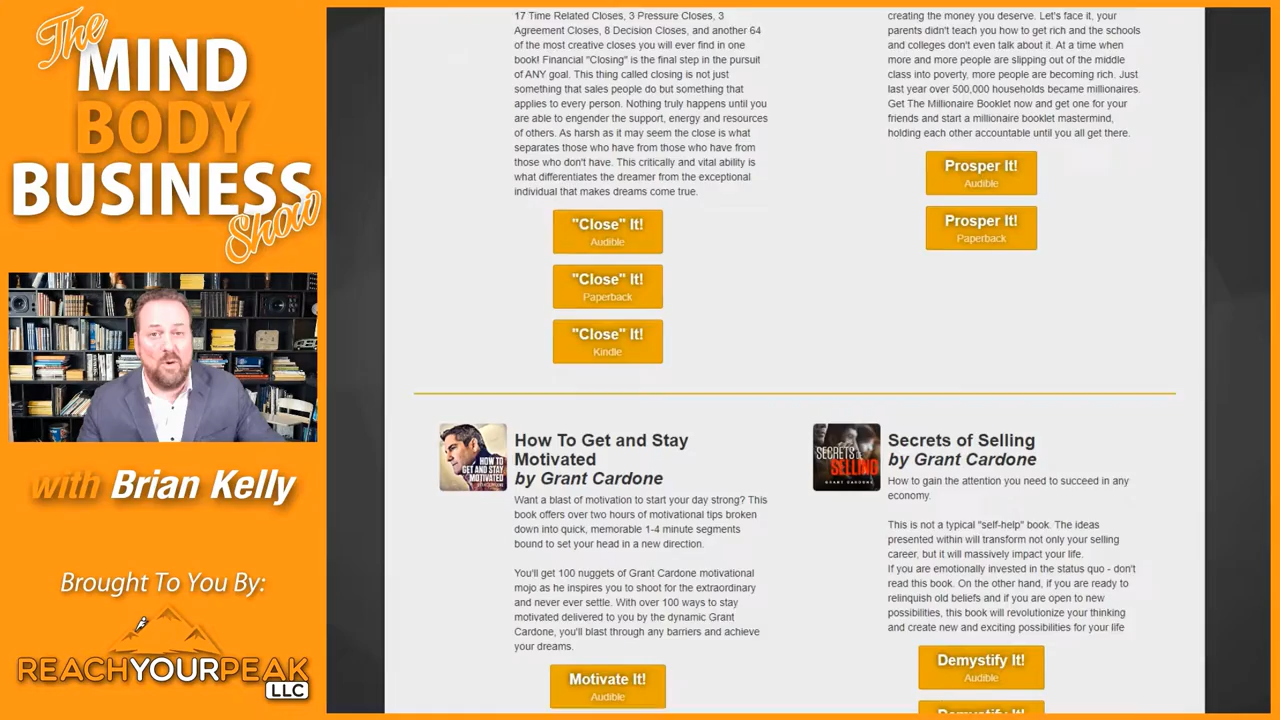 The
MIND
BODY
BUSINESS
Show
with Brian Kelly
Brought To You By:
REACHYOURPEAK
LLC
17 Time Related Closes, 3 Pressure Closes, 3
Agreement Closes, 8 Decision Closes, and another 64
of the most creative closes you will ever find in one
book! Financial "Closing" is the final step in the pursuit
of ANY goal. This thing called closing is not just
something that sales people do but something that
applies to every person. Nothing truly happens until you
are able to engender the support, energy and resources
of others. As harsh as it may seem the close is what
separates those who have from those who have from
those who don't have. This critically and vital ability is
what differentiates the dreamer from the exceptional
individual that makes dreams come true.
"Close" It!
Audible
"Close" It!
Paperback
"Close" It!
Kindle
creating the money you deserve. Let's face it, your
parents didn't teach you how to get rich and the schools
and colleges don't even talk about it. At a time when
more and more people are slipping out of the middle
class into poverty, more people are becoming rich. Just
last year over 500,000 households became millionaires.
Get The Millionaire Booklet now and get one for your
friends and start a millionaire booklet mastermind,
holding each other accountable until you all get there.
Prosper It!
Audible
Prosper It!
Paperback
HOW TO
GET AND STAY
MOTIVATED
How To Get and Stay
Motivated
by Grant Cardone
Want a blast of motivation to start your day strong? This
book offers over two hours of motivational tips broken
down into quick, memorable 1-4 minute segments
bound to set your head in a new direction.
You'll get 100 nuggets of Grant Cardone motivational
mojo as he inspires you to shoot for the extraordinary
and never ever settle. With over 100 ways to stay
motivated delivered to you by the dynamic Grant
Cardone, you'll blast through any barriers and achieve
your dreams.
Motivate It!
Audible
SECRETS OF
SELLING
GRANT CARDONE
Secrets of Selling
by Grant Cardone
How to gain the attention you need to succeed in any
economy.
This is not a typical "self-help" book. The ideas
presented within will transform not only your selling
career, but it will massively impact your life.
If you are emotionally invested in the status quo - don't
read this book. On the other hand, if you are ready to
relinquish old beliefs and if you are open to new
possibilities, this book will revolutionize your thinking
and create new and exciting possibilities for your life
Demystify It!
Audible
Demystify It!